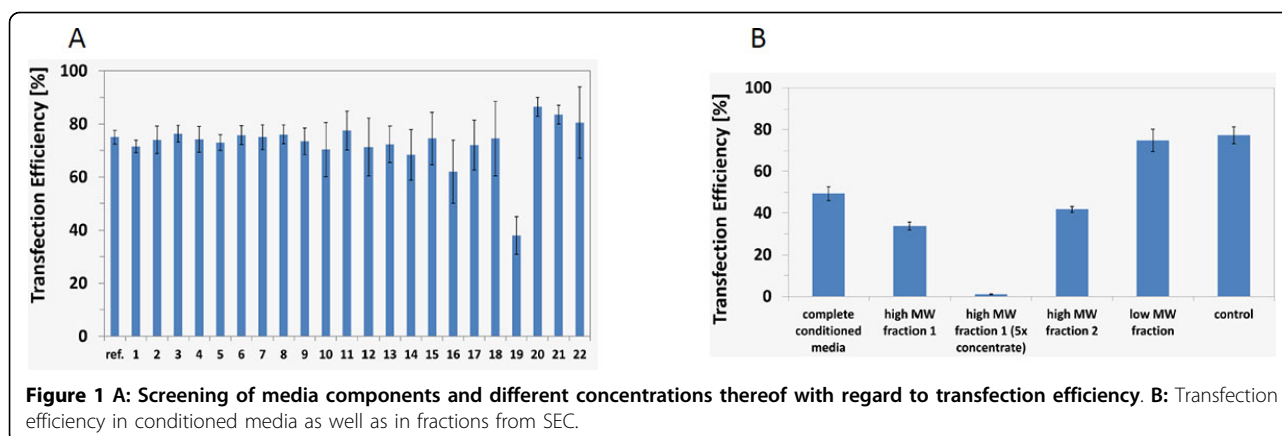 A
Transfection Efficiency [%]
100
80
60
40
20
0
ref. 1 2 3 4 5 6 7 8 9 10 11 12 13 14 15 16 17 18 19 20 21 22
B
Transfection Efficiency [%]
100
80
60
40
20
0
complete
conditioned
media
high MW
fraction 1
high MW
fraction 1 (5x
concentrate)
high MW
fraction 2
low MW
fraction
control
Figure 1 A: Screening of media components and different concentrations thereof with regard to transfection efficiency. B: Transfection
efficiency in conditioned media as well as in fractions from SEC.